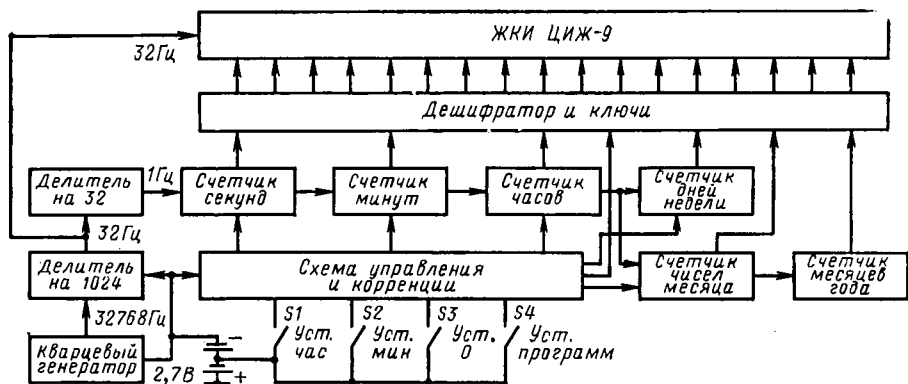 ЖКИ ЦИЖ-9
32Гц
Дешифратор и ключи
Делитель
на 32
1Гц
Счетчик
секунд
Счетчик
минут
Счетчик
часов
Счетчик
дней
недели
32Гц
Делитель
на 1024
Схема управления
и коррекции
Счетчик
чисел
месяца
Счетчик
месяцев
года
32768Гц
S1
Уст.
час
S2
Уст.
мин
S3
Уст.
0
S4
Уст.
программ
Кварцевый
генератор
–
2,7В
+